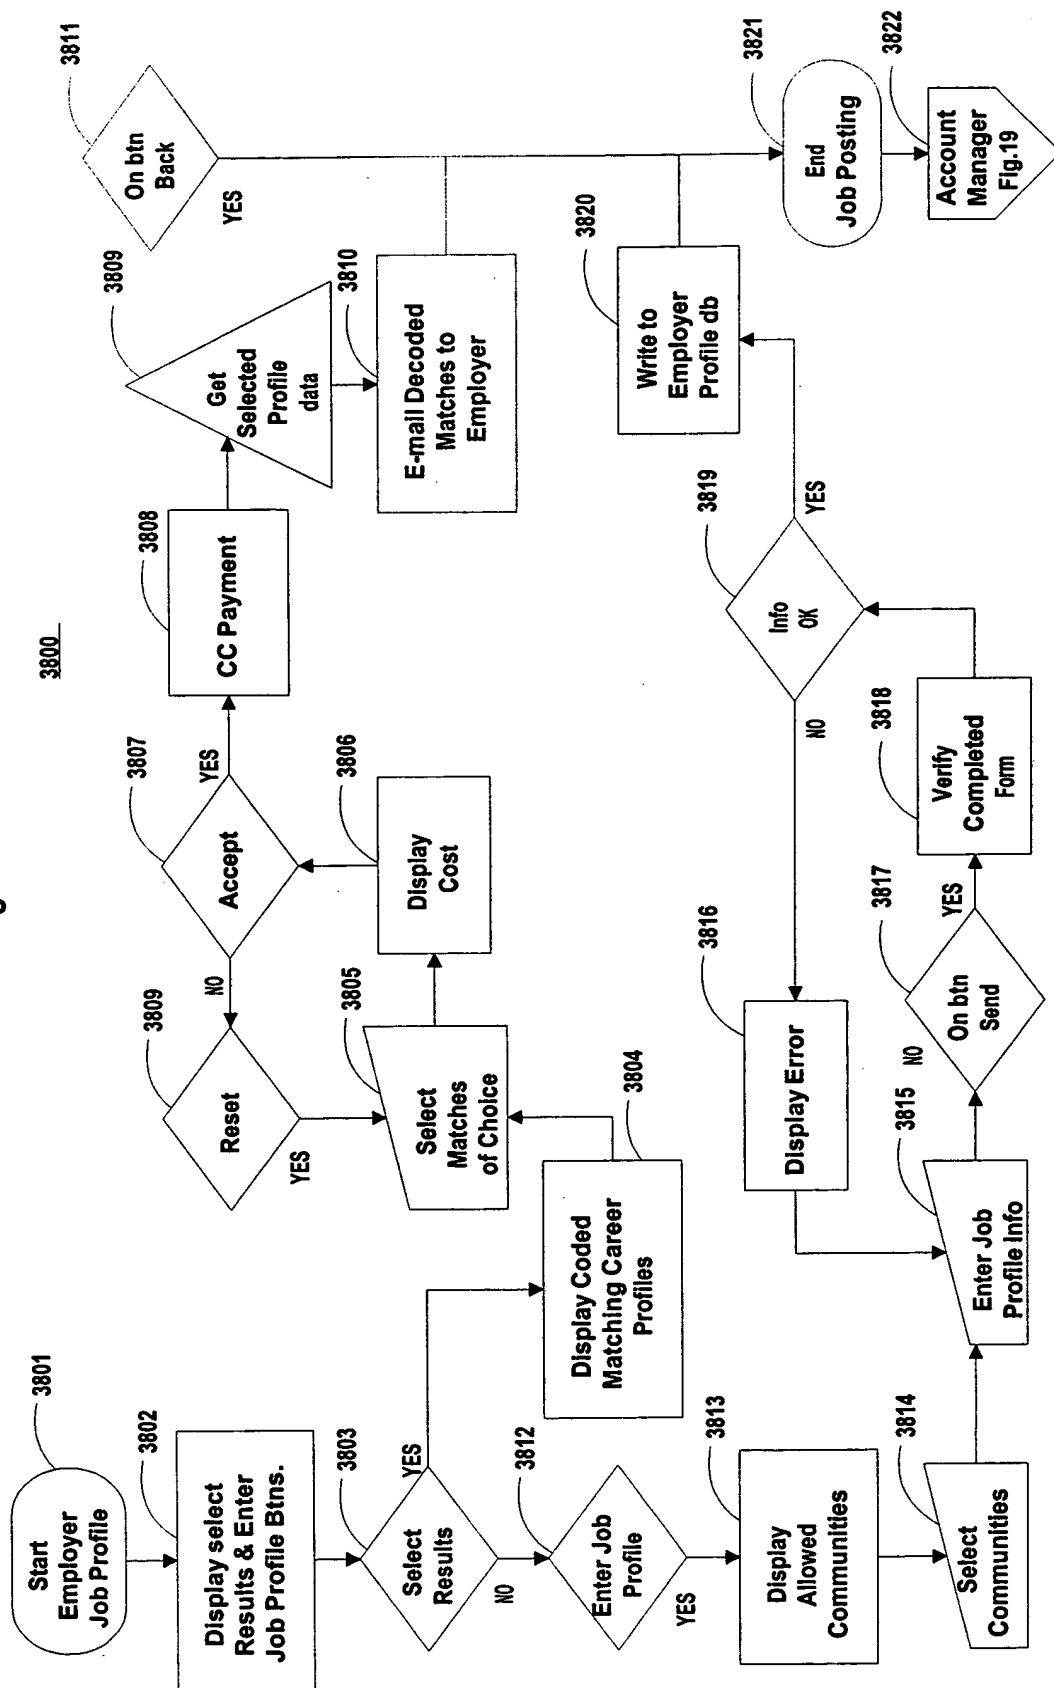 3800
3801
Start
Employer
Job Profile
3802
Display select
Results & Enter
Job Profile Btns.
3803
Select
Results
YES
NO
3804
Display Coded
Matching Career
Profiles
3805
Select
Matches
of Choice
3806
Display
Cost
3807
Accept
YES
NO
3809
Reset
YES
3808
CC Payment
3809
Get
Selected
Profile
data
3810
E-mail Decoded
Matches to
Employer
3811
On btn
Back
YES
3812
Enter Job
Profile
YES
3813
Display
Allowed
Communities
3814
Select
Communities
3815
Enter Job
Profile Info
3816
Display Error
3817
On btn
Send
NO
YES
3818
Verify
Completed
Form
3819
Info
OK
NO
YES
3820
Write to
Employer
Profile db
3821
End
Job Posting
3822
Account
Manager
Fig.19